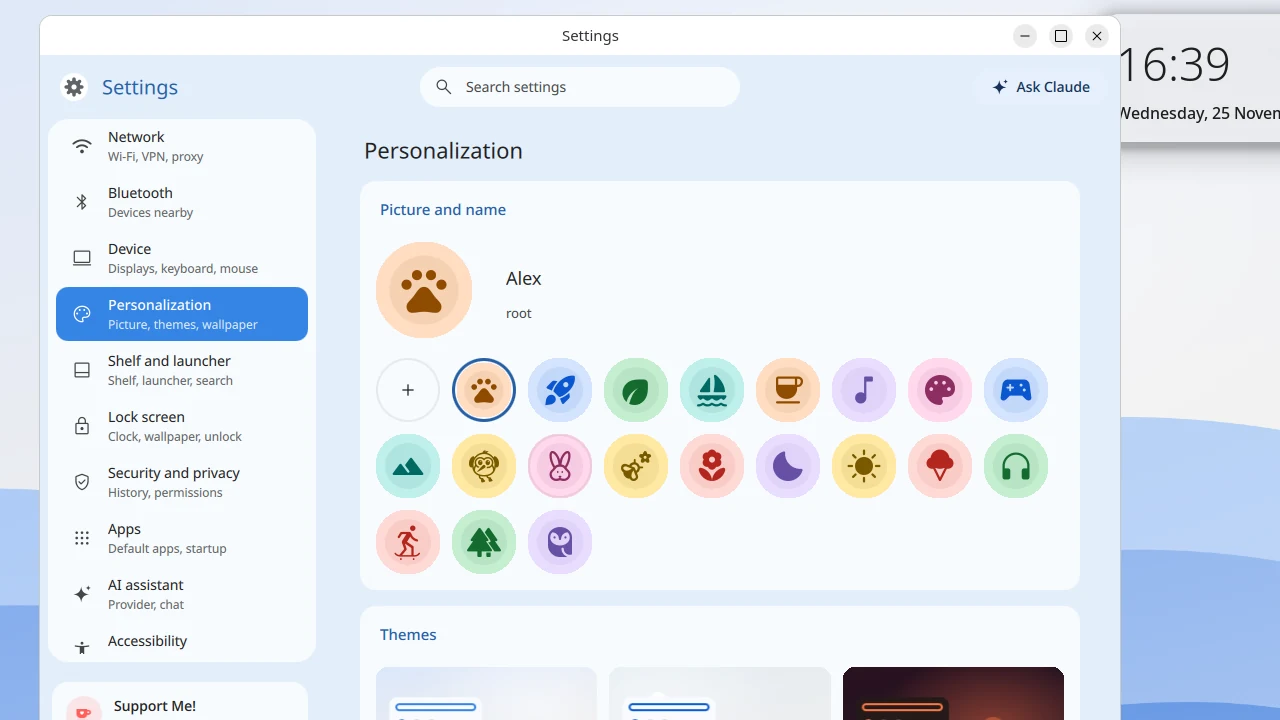 Settings
Settings
Search settings
Ask Claude
16:39
Wednesday, 25
Network
Wi-Fi, VPN, proxy
Bluetooth
Devices nearby
Device
Displays, keyboard, mouse
Personalization
Picture, themes, wallpaper
Shelf and launcher
Shelf, launcher, search
Lock screen
Clock, wallpaper, unlock
Security and privacy
History, permissions
Apps
Default apps, startup
AI assistant
Provider, chat
Accessibility
Support Me!
Personalization
Picture and name
Alex
root
Themes